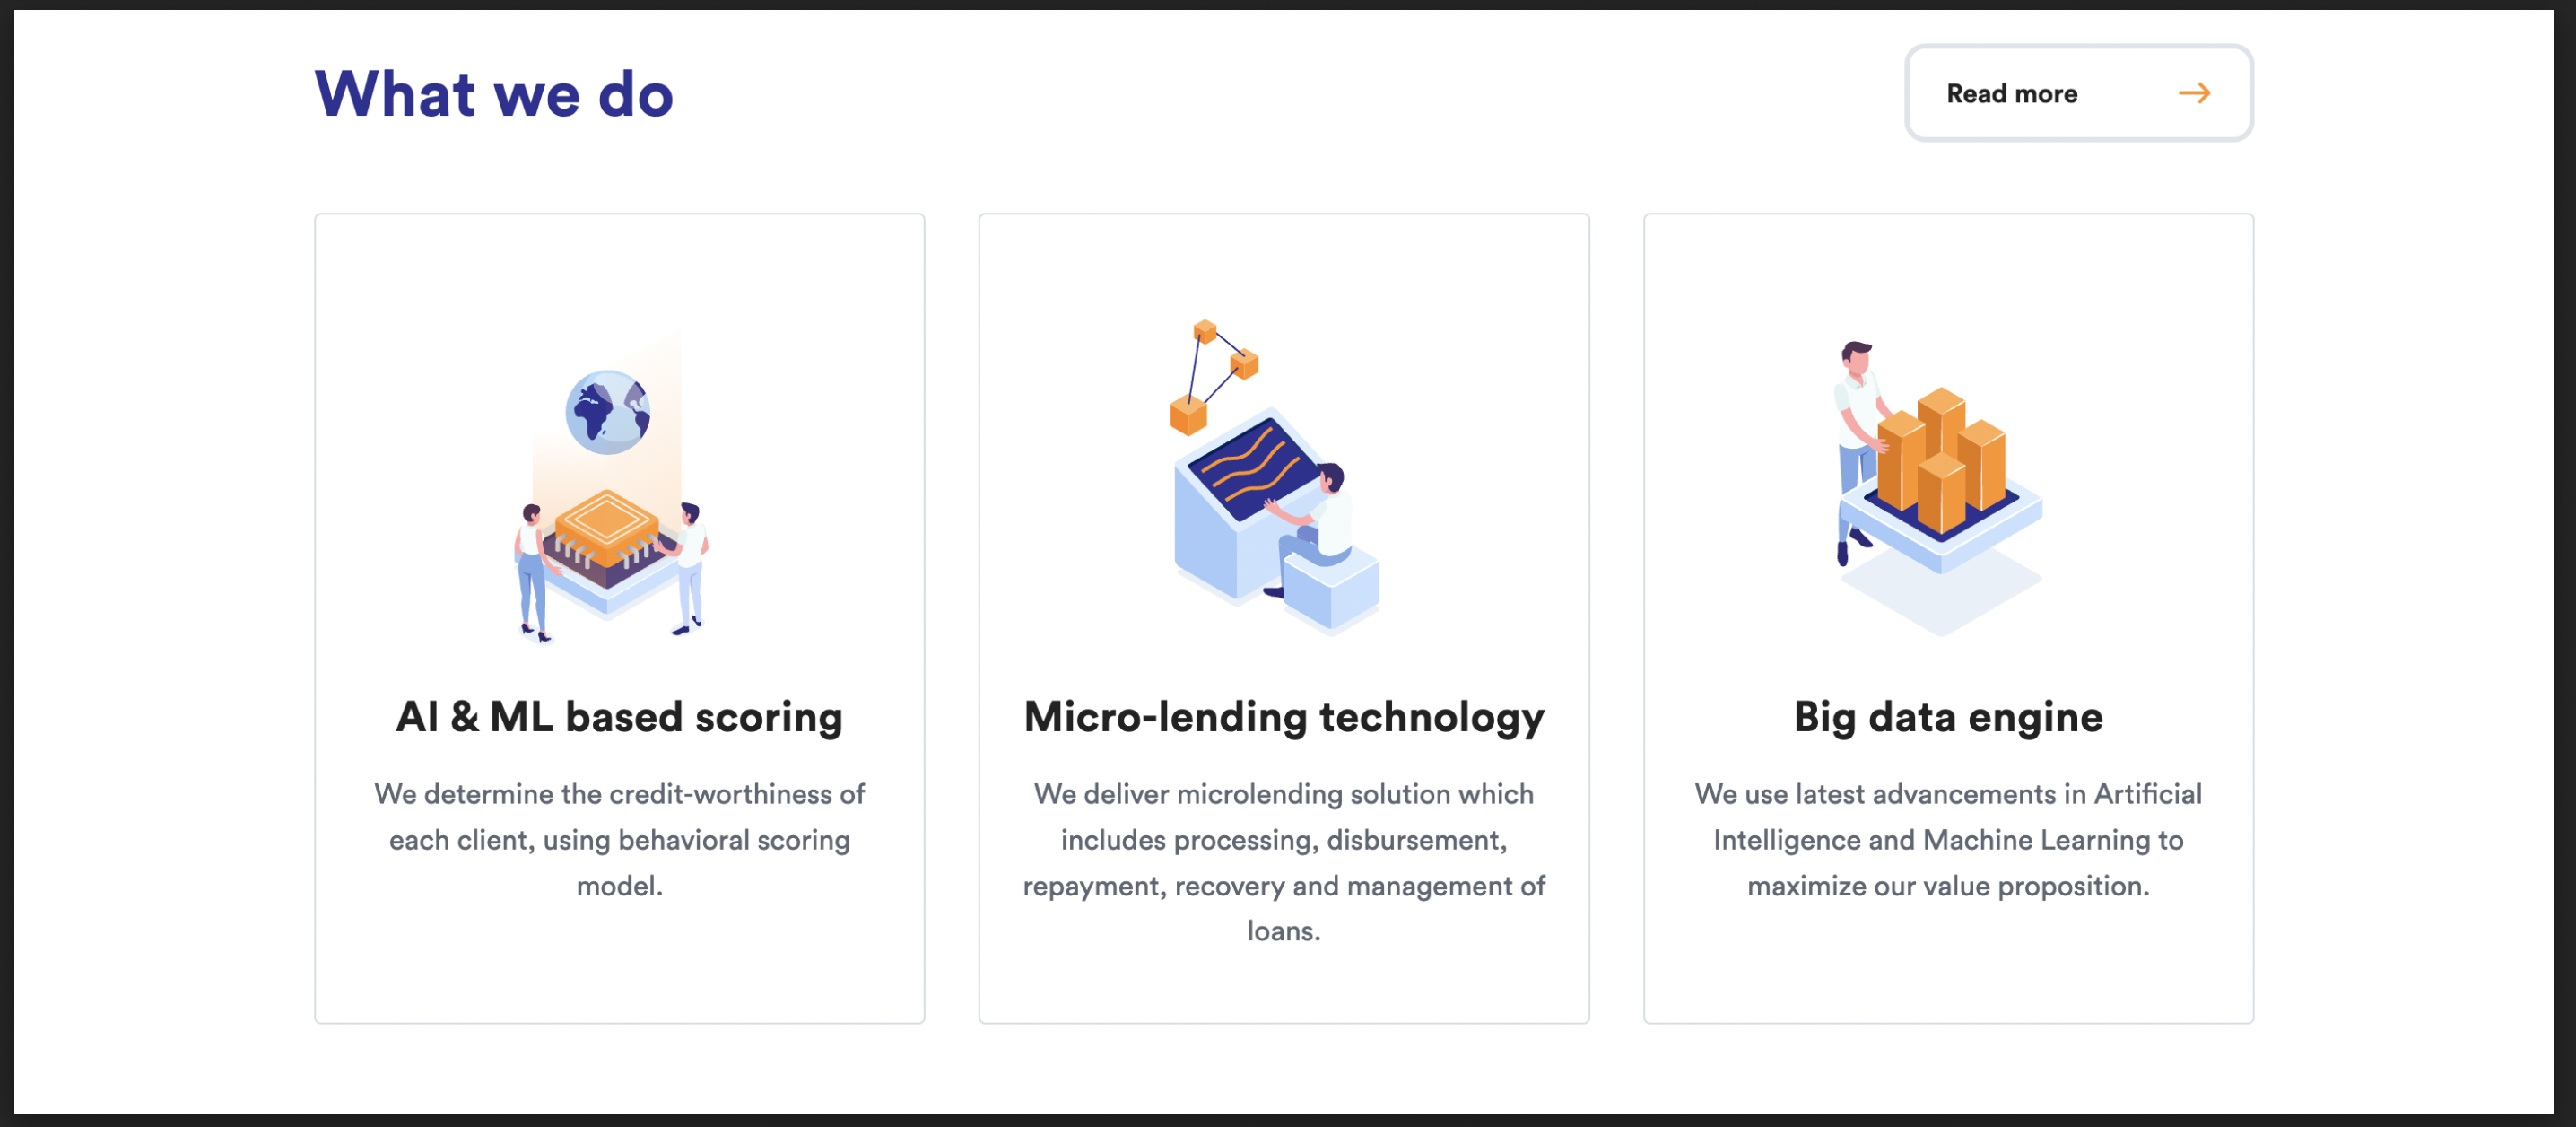 What we do
Read more
AI & ML based scoring
We determine the credit-worthiness of
each client, using behavioral scoring
model.
Micro-lending technology
We deliver microlending solution which
includes processing, disbursement,
repayment, recovery and management of
loans.
Big data engine
We use latest advancements in Artificial
Intelligence and Machine Learning to
maximize our value proposition.